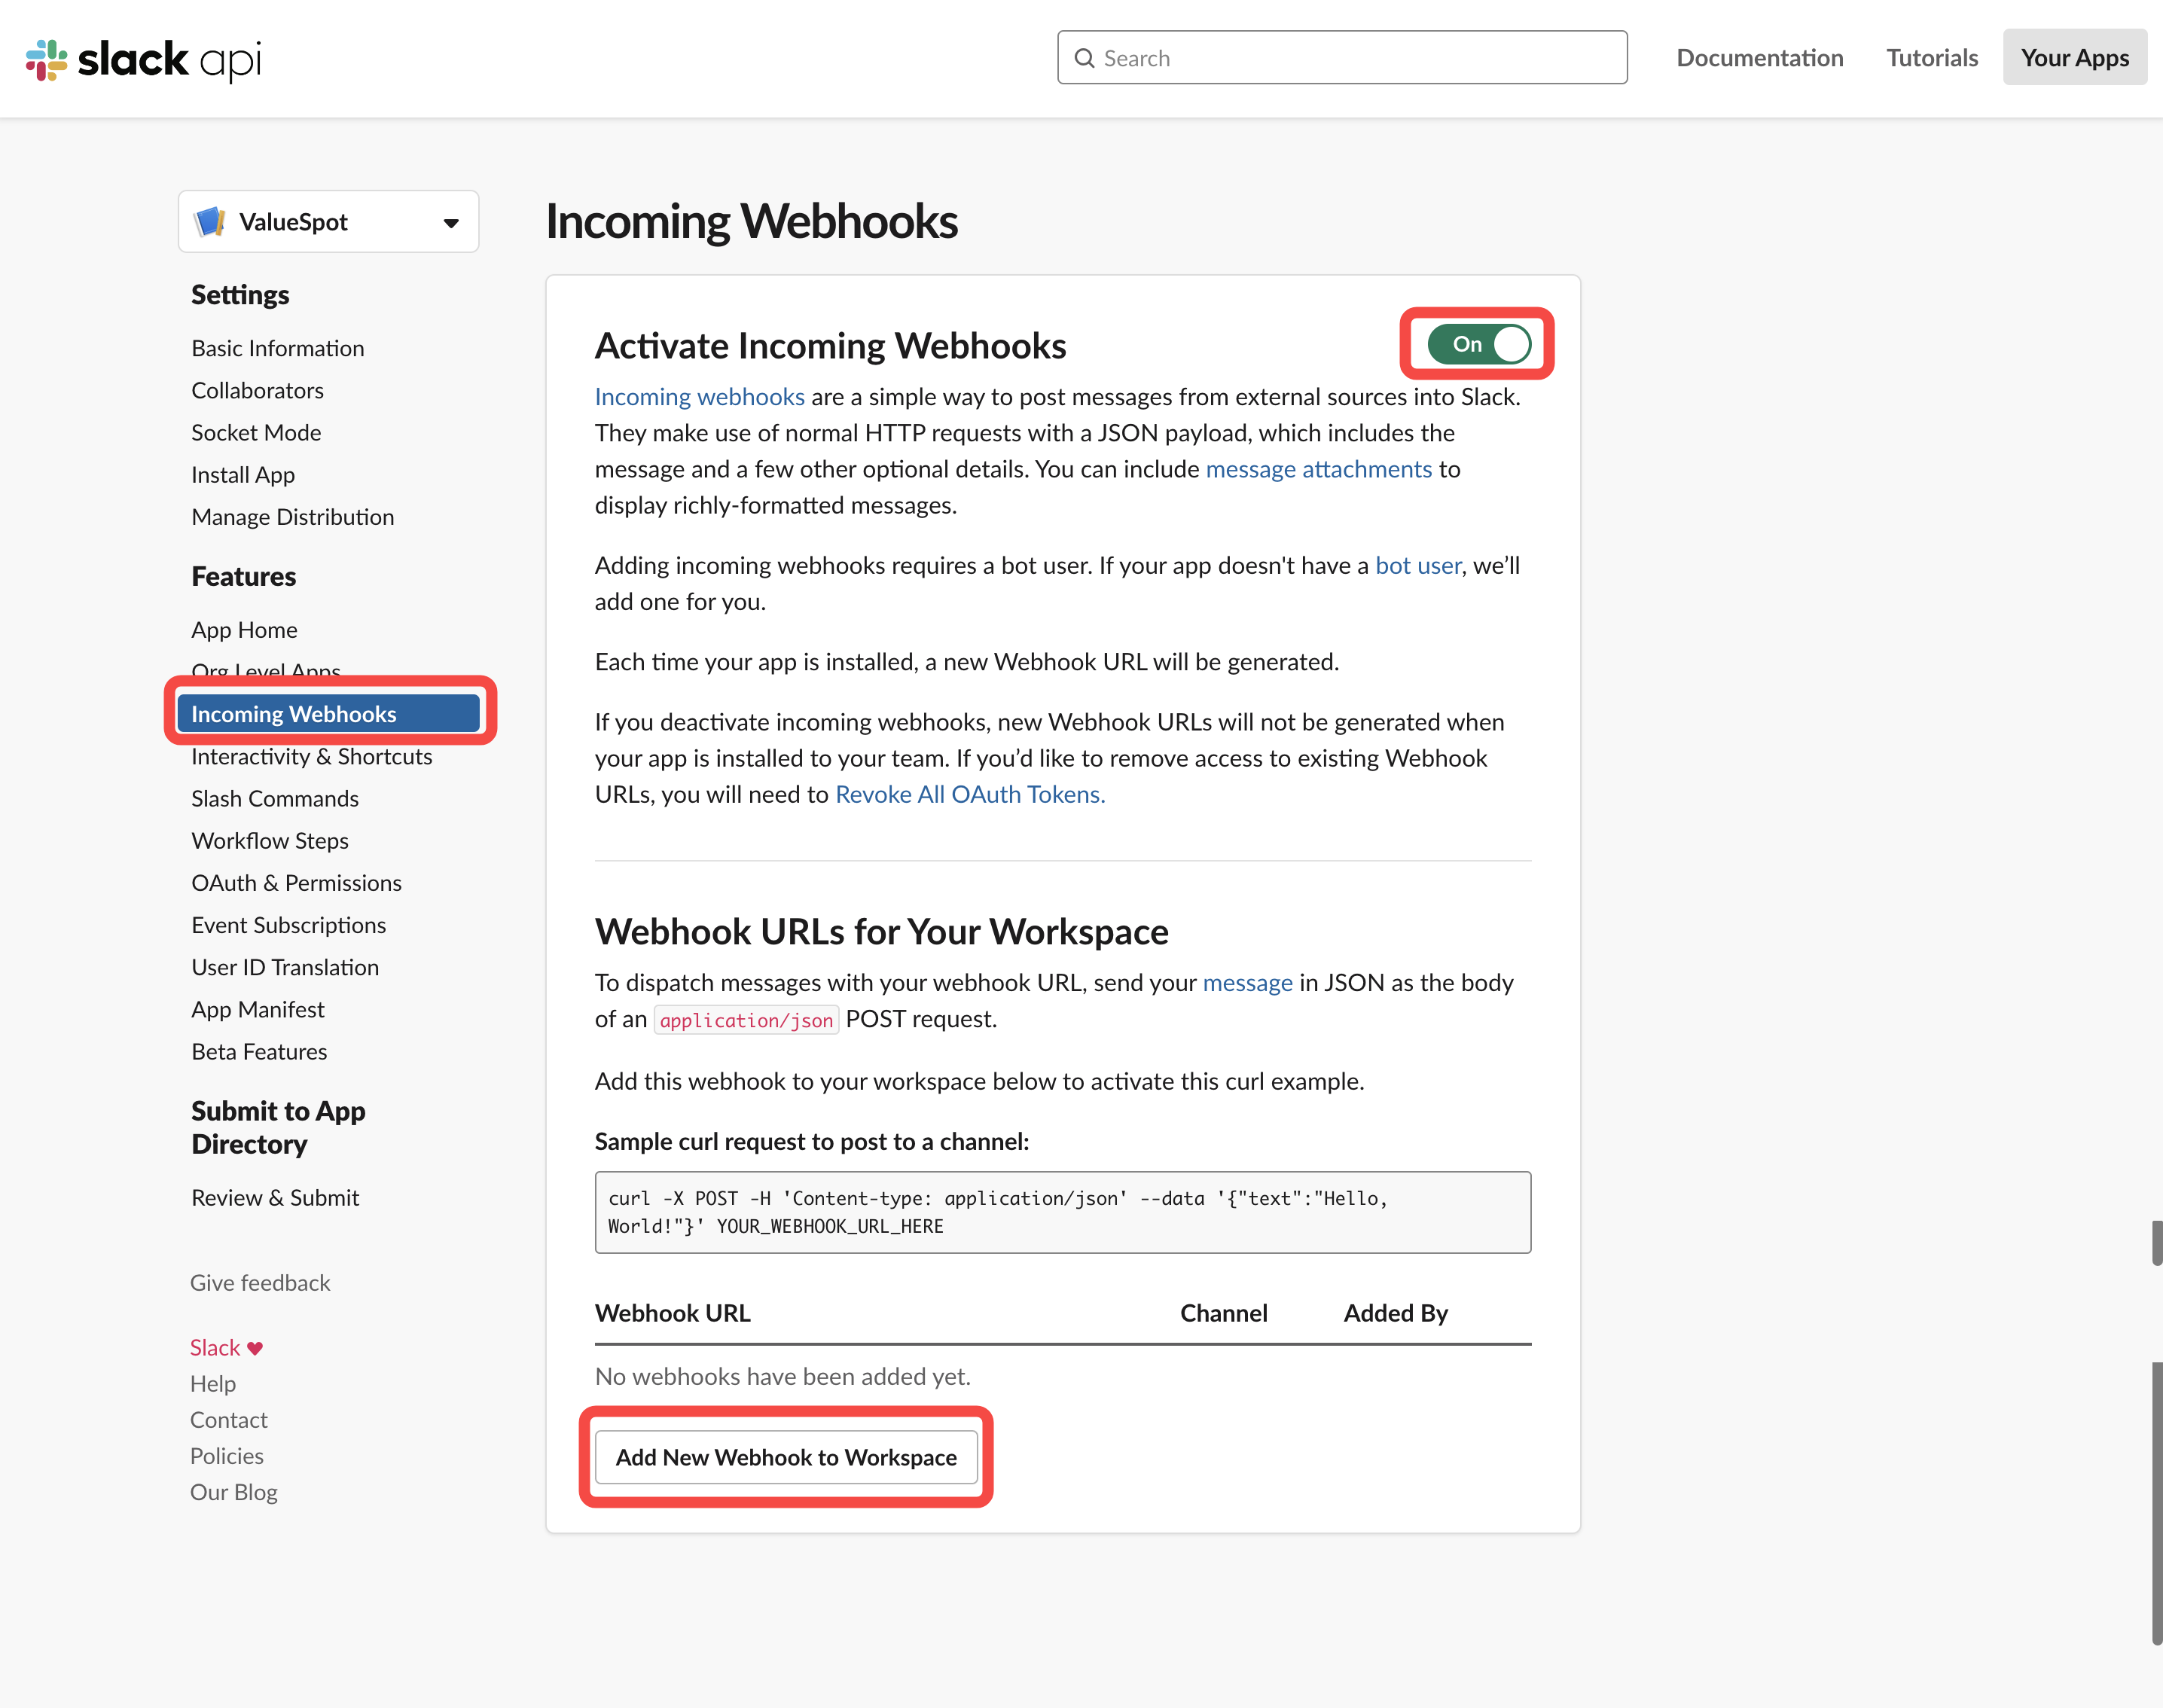 slack api
Search
Documentation
Tutorials
Your Apps
ValueSpot
Settings
Basic Information
Collaborators
Socket Mode
Install App
Manage Distribution
Features
App Home
Org Level Apps
Incoming Webhooks
Interactivity & Shortcuts
Slash Commands
Workflow Steps
OAuth & Permissions
Event Subscriptions
User ID Translation
App Manifest
Beta Features
Submit to App
Directory
Review & Submit
Give feedback
Slack ♥
Help
Contact
Policies
Our Blog
Incoming Webhooks
Activate Incoming Webhooks
On
Incoming webhooks are a simple way to post messages from external sources into Slack.
They make use of normal HTTP requests with a JSON payload, which includes the
message and a few other optional details. You can include message attachments to
display richly-formatted messages.
Adding incoming webhooks requires a bot user. If your app doesn't have a bot user, we’ll
add one for you.
Each time your app is installed, a new Webhook URL will be generated.
If you deactivate incoming webhooks, new Webhook URLs will not be generated when
your app is installed to your team. If you’d like to remove access to existing Webhook
URLs, you will need to Revoke All OAuth Tokens.
Webhook URLs for Your Workspace
To dispatch messages with your webhook URL, send your message in JSON as the body
of an application/json POST request.
Add this webhook to your workspace below to activate this curl example.
Sample curl request to post to a channel:
curl -X POST -H 'Content-type: application/json' --data '{"text":"Hello,
World!"}' YOUR_WEBHOOK_URL_HERE
Webhook URL
Channel
Added By
No webhooks have been added yet.
Add New Webhook to Workspace